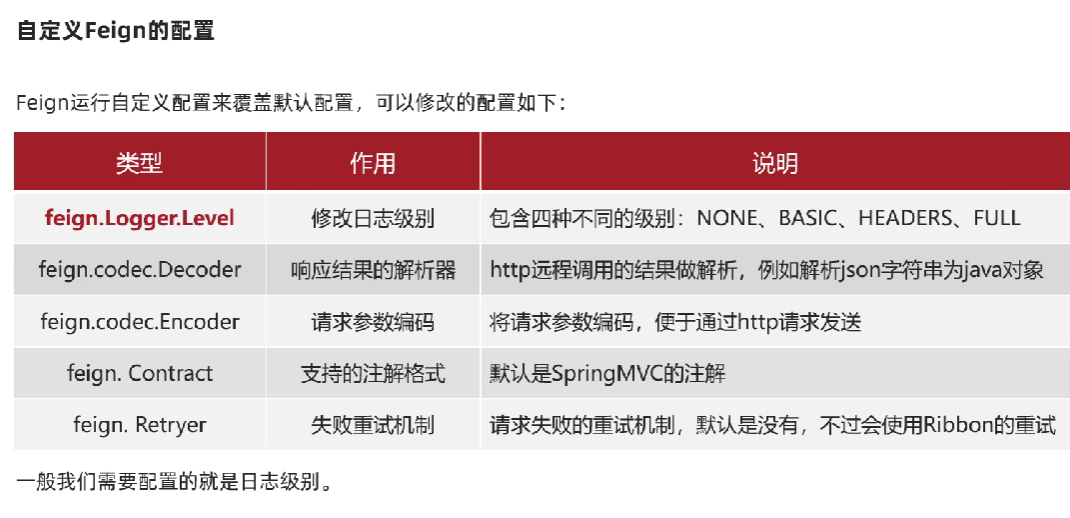 自定义Feign的配置
Feign运行自定义配置来覆盖默认配置，可以修改的配置如下：
类型 作用 说明
feign.Logger.Level 修改日志级别 包含四种不同的级别：NONE、BASIC、HEADERS、FULL
feign.codec.Decoder 响应结果的解析器 http远程调用的结果做解析，例如解析json字符串为java对象
feign.codec.Encoder 请求参数编码 将请求参数编码，便于通过http请求发送
feign. Contract 支持的注解格式 默认是SpringMVC的注解
feign. Retryer 失败重试机制 请求失败的重试机制，默认是没有，不过会使用Ribbon的重试
一般我们需要配置的就是日志级别。